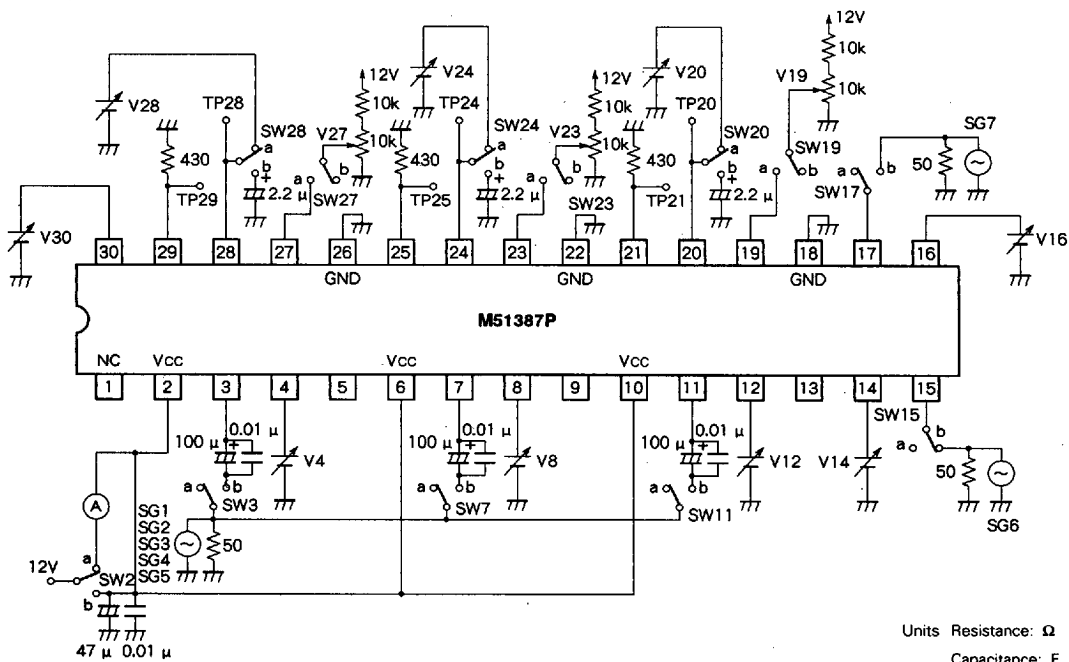 12V
10k
V24
V20
12V
10k
V19
10k
V28
TP28
12V
TP24
12V
TP20
SG7
10k
10k
SW28
V27
10k
SW24
V23
10k
SW20
SW19
a
a
a
a
b
a
b
430
b
+
2.2 μ
a
b
430
b
+
2.2 μ
a
b
430
b
+
2.2 μ
50
SW17
TP29
SW27
TP25
SW23
TP21
V30
V16
30 29 28 27 26 25 24 23 22 21 20 19 18 17 16
GND GND GND
M51387P
NC Vcc Vcc Vcc
1 2 3 4 5 6 7 8 9 10 11 12 13 14 15
SW15
0.01 μ
0.01 μ
0.01 μ
b
100 μ
+
100 μ
+
100 μ
+
a
V4
V8
V12
V14
50
A
a
b
a
b
a
b
SG1
SW3
SW7
SW11
SG2
SG6
SG3
50
12V
a
SG4
SW2
SG5
b
47 μ 0.01 μ
Units Resistance: Ω
Capacitance: F